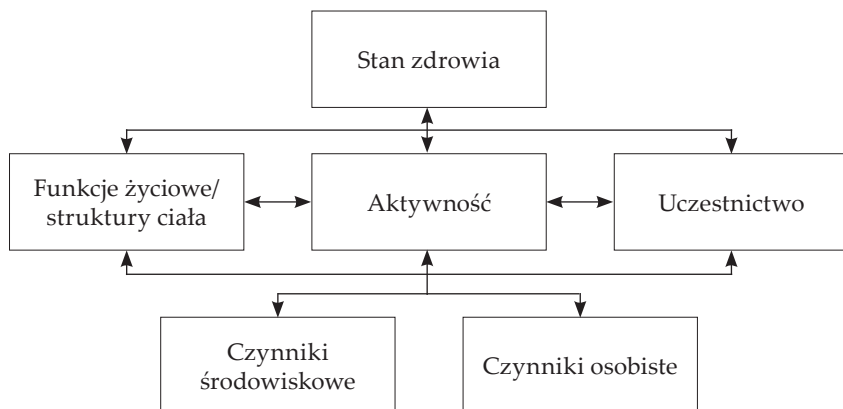 Stan zdrowia
Funkcje życiowe/
struktury ciała
Aktywność
Uczestnictwo
Czynniki
środowiskowe
Czynniki osobiste